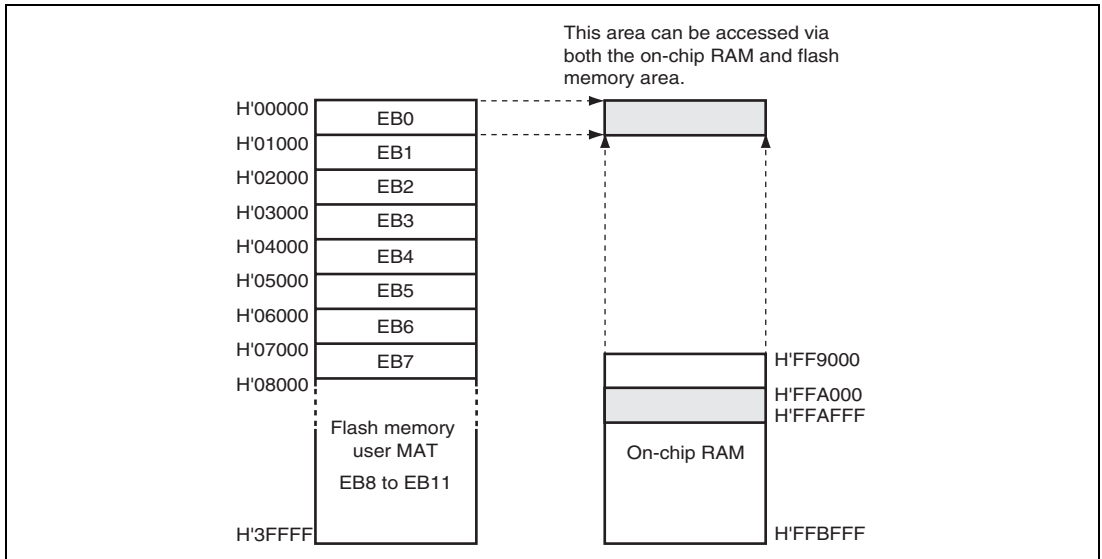 This area can be accessed via
both the on-chip RAM and flash
memory area.
H'00000
EB0
H'01000
EB1
H'02000
EB2
H'03000
EB3
H'04000
EB4
H'05000
EB5
H'06000
EB6
H'07000
EB7
H'08000
Flash memory
user MAT
EB8 to EB11
H'3FFFF
H'FF9000
H'FFA000
H'FFAFFF
On-chip RAM
H'FFBFFF